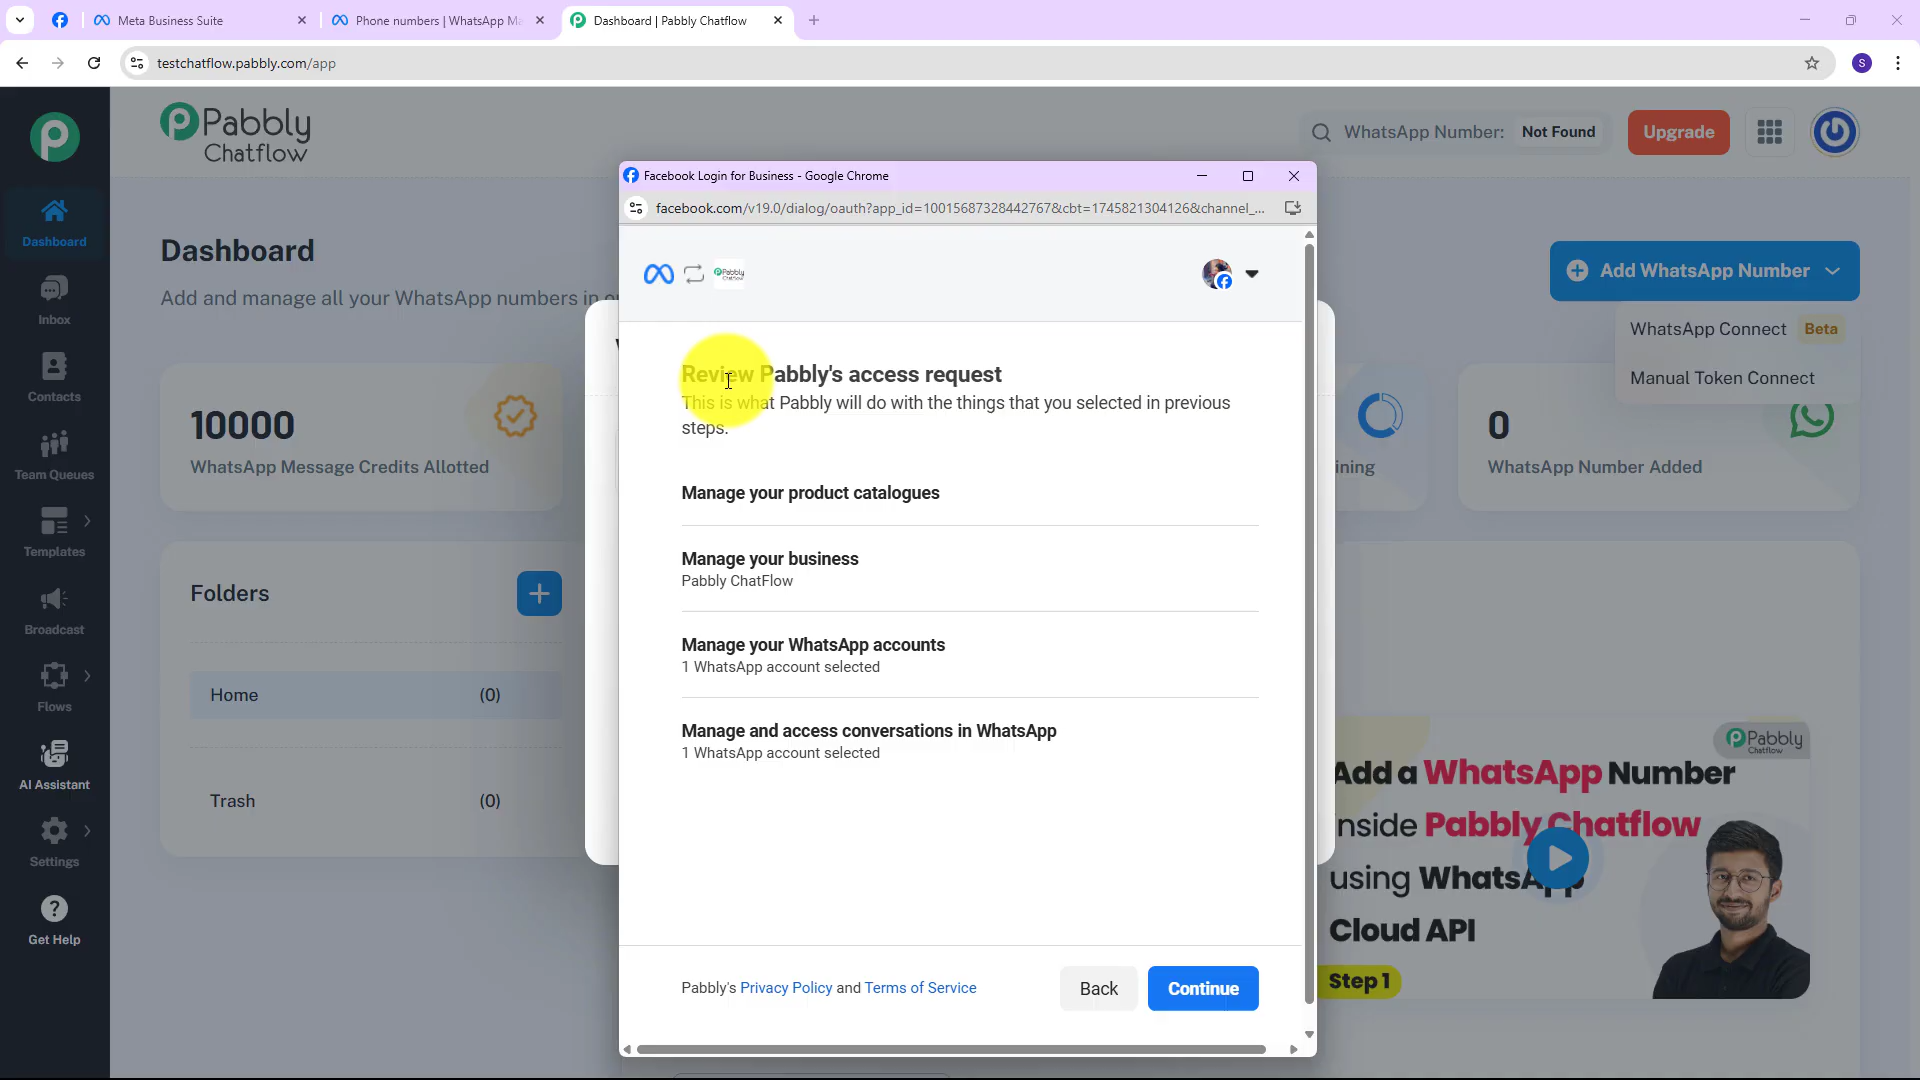 Meta Business Suite
Phone numbers | WhatsApp Ma
Dashboard | Pabbly Chatflow
testchatflow.pabbly.com/app
S
Pabbly
Chatflow
WhatsApp Number: Not Found
Upgrade
Dashboard
Inbox
Contacts
Team Queues
Templates
Broadcast
Flows
AI Assistant
Settings
Get Help
Dashboard
Add and manage all your WhatsApp numbers in
Add WhatsApp Number
WhatsApp Connect Beta
Manual Token Connect
10000
WhatsApp Message Credits Allotted
ining
0
WhatsApp Number Added
Folders
Home (0)
Trash (0)
Facebook Login for Business - Google Chrome
facebook.com/v19.0/dialog/oauth?app_id=10015687328442767&cbt=1745821304126&channel_...
Pabbly
Chatflow
Review Pabbly's access request
This is what Pabbly will do with the things that you selected in previous
steps.
Manage your product catalogues
Manage your business
Pabbly ChatFlow
Manage your WhatsApp accounts
1 WhatsApp account selected
Manage and access conversations in WhatsApp
1 WhatsApp account selected
Pabbly's Privacy Policy and Terms of Service
Back
Continue
Pabbly
Chatflow
Add a WhatsApp Number
nside Pabbly Chatflow
using WhatsApp
Cloud API
Step 1